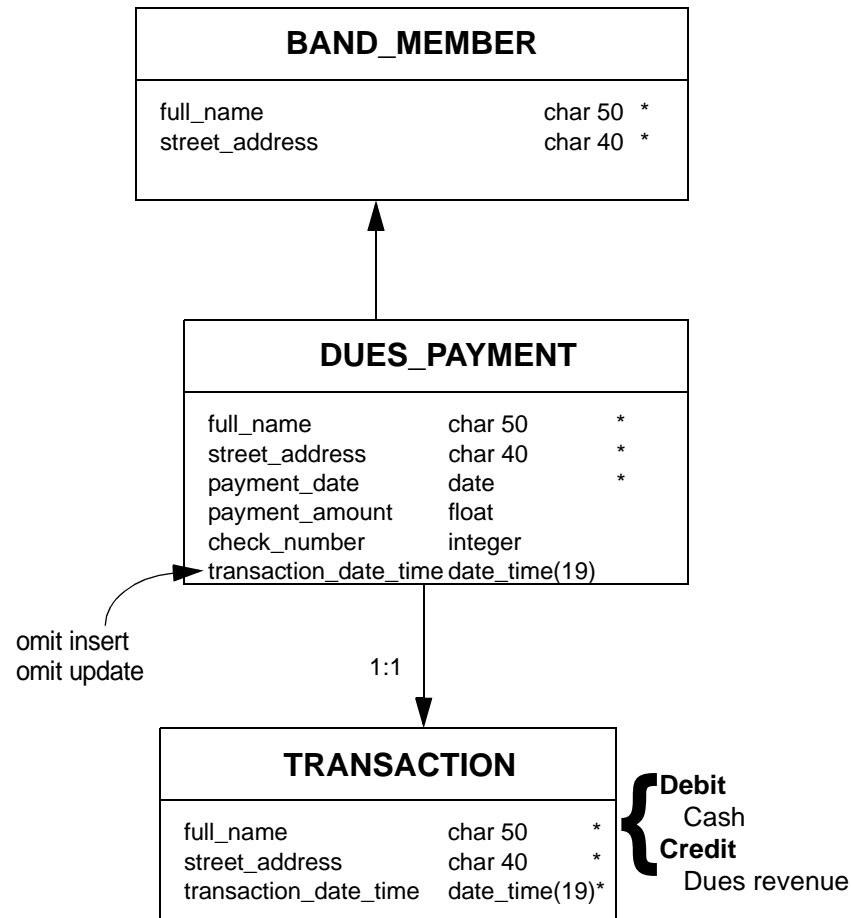 BAND_MEMBER
full_name char 50 *
street_address char 40 *
DUES_PAYMENT
full_name char 50 *
street_address char 40 *
payment_date date *
payment_amount float
check_number integer
transaction_date_time date_time(19)
omit insert
omit update
1:1
TRANSACTION
full_name char 50 *
street_address char 40 *
transaction_date_time date_time(19)*
{
Debit
Cash
Credit
Dues revenue